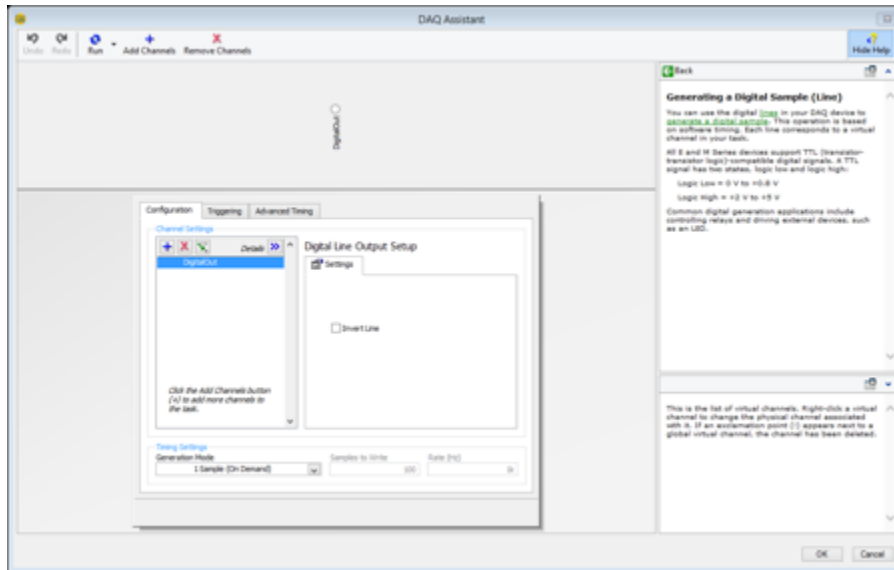 DAQ Assistant
Undo Redo Run Add Channels Remove Channels Hide Help
DigitalOut
Back
Generating a Digital Sample (Line)
You can use the digital lines in your DAQ device to
generate a digital sample. This operation is based
on software timing. Each line corresponds to a virtual
channel in your task.
All E and M Series devices support TTL (transistor-
transistor logic)-compatible digital signals. A TTL
signal has two states, logic low and logic high:
Logic Low = 0 V to +0.8 V
Logic High = +2 V to +5 V
Common digital generation applications include
controlling relays and driving external devices, such
as an LED.
Configuration Triggering Advanced Timing
Channel Settings
Details
DigitalOut
Click the Add Channels button
(+) to add more channels to
the task.
Digital Line Output Setup
Settings
Invert Line
Timing Settings
Generation Mode
1 Sample (On Demand)
Samples to Write
100
Rate (Hz)
1k
This is the list of virtual channels. Right-click a virtual
channel to change the physical channel associated
with it. If an exclamation point (!) appears next to a
global virtual channel, the channel has been deleted.
OK Cancel